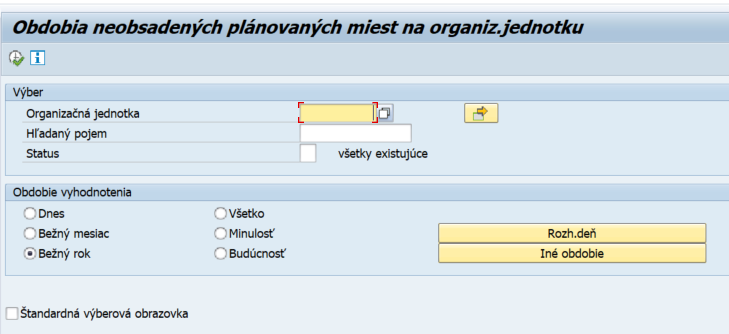 Obdobia neobsadených plánovaných miest na organiz.jednotku
Výber
Organizačná jednotka
Hľadaný pojem
Status všetky existujúce
Obdobie vyhodnotenia
Dnes Všetko
Bežný mesiac Minulosť Rozh.deň
Bežný rok Budúcnosť Iné obdobie
Štandardná výberová obrazovka